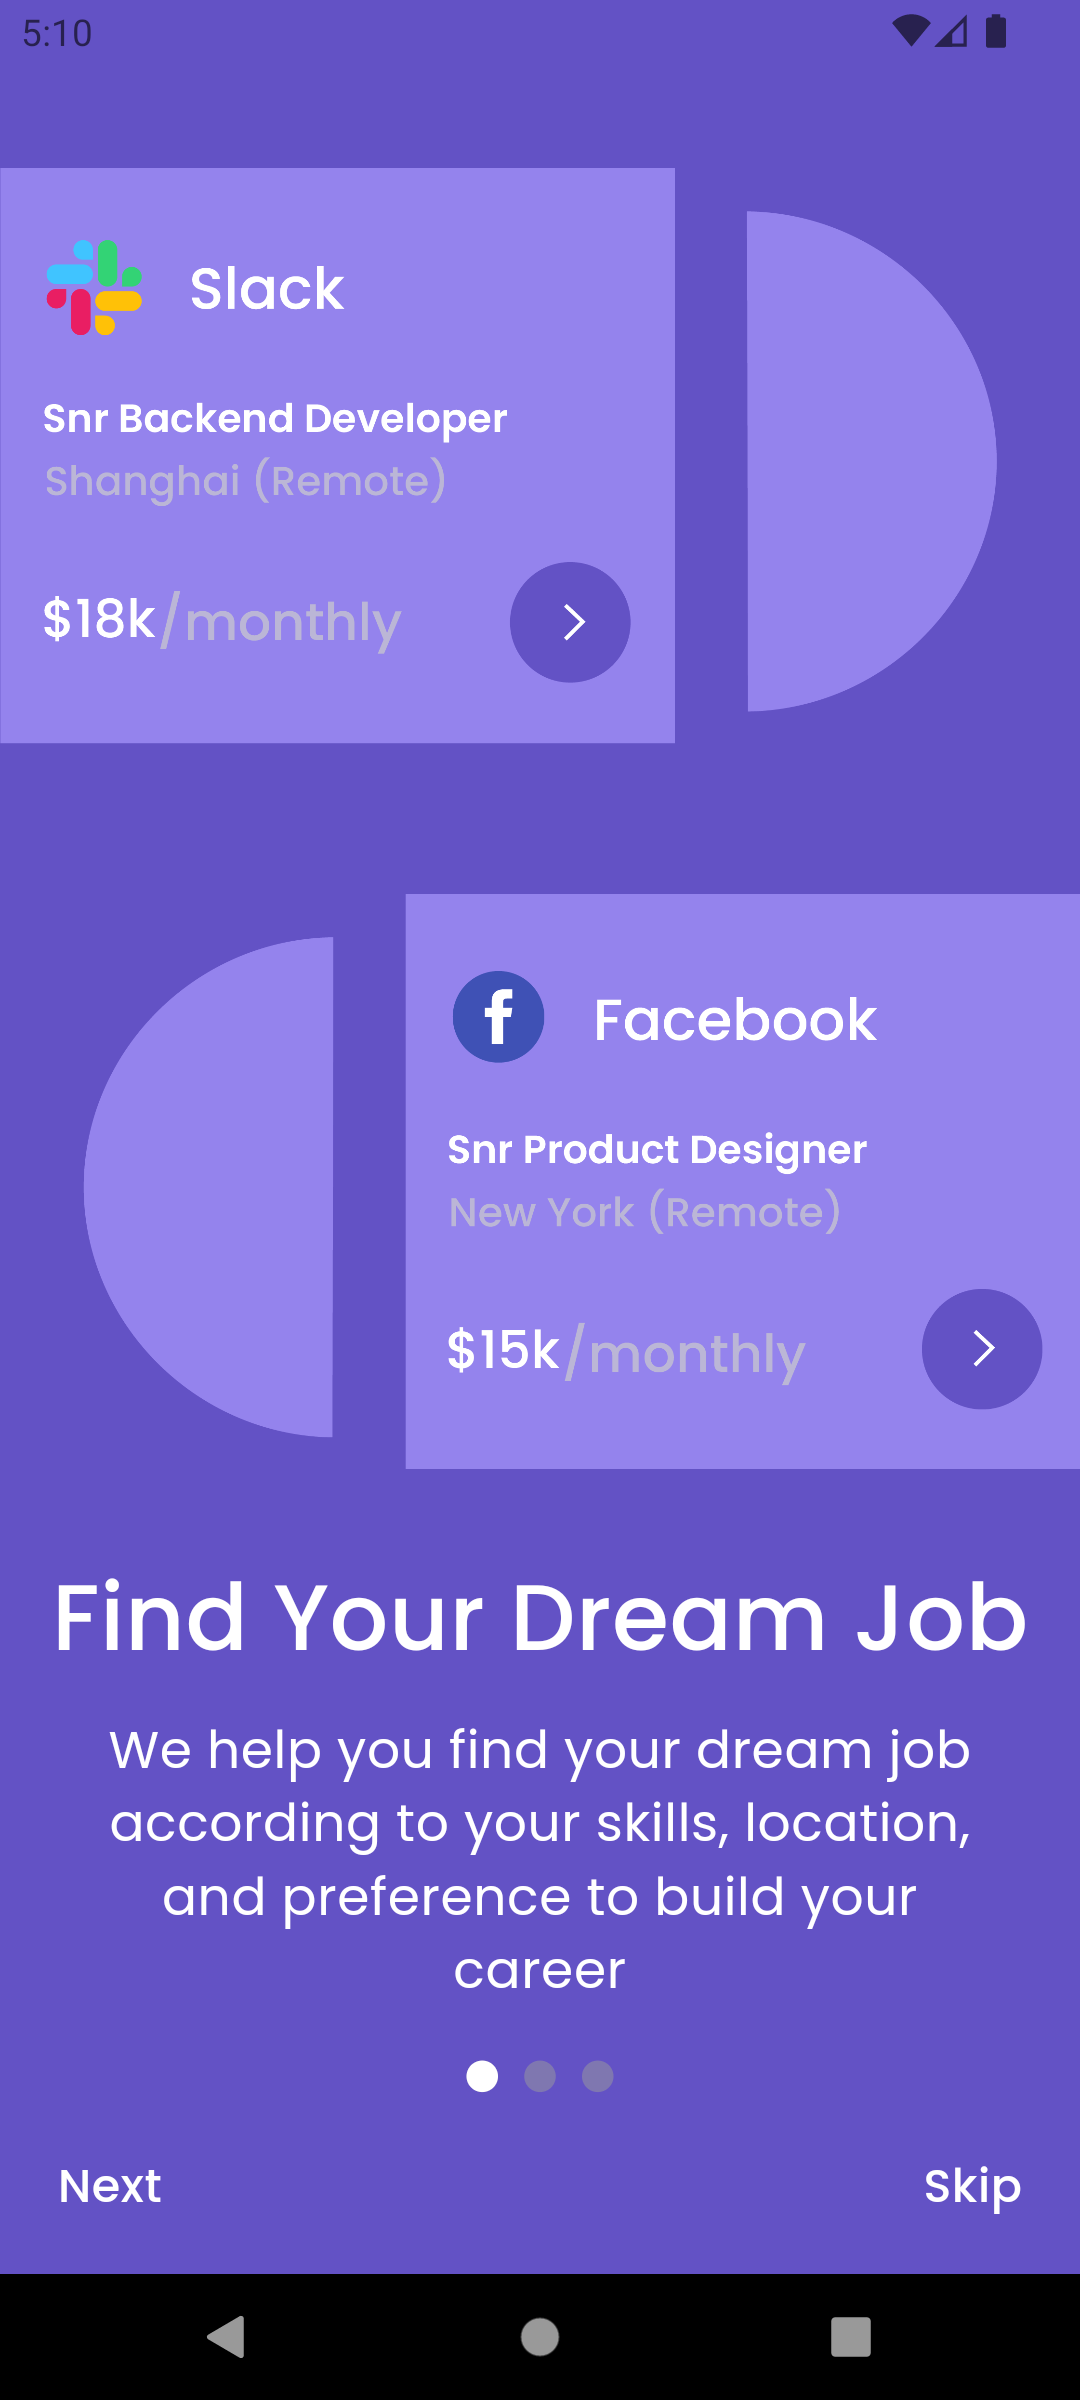 5:10
Slack
Snr Backend Developer
Shanghai (Remote)
$18k/monthly
Facebook
Snr Product Designer
New York (Remote)
$15k/monthly
Find Your Dream Job
We help you find your dream job
according to your skills, location,
and preference to build your
career
Next
Skip